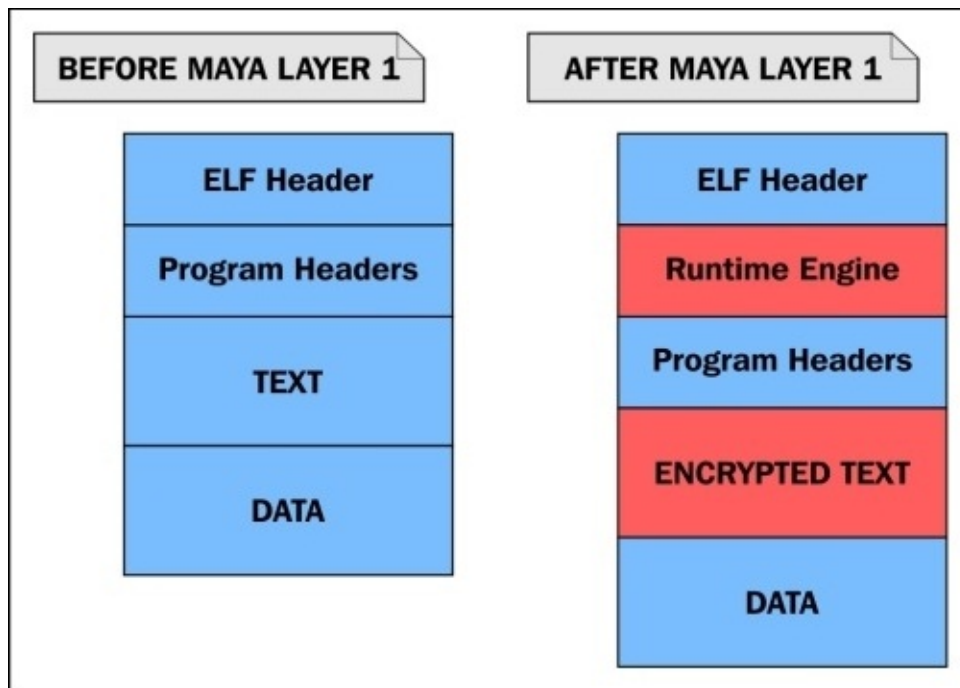 BEFORE MAYA LAYER 1
ELF Header
Program Headers
TEXT
DATA
AFTER MAYA LAYER 1
ELF Header
Runtime Engine
Program Headers
ENCRYPTED TEXT
DATA